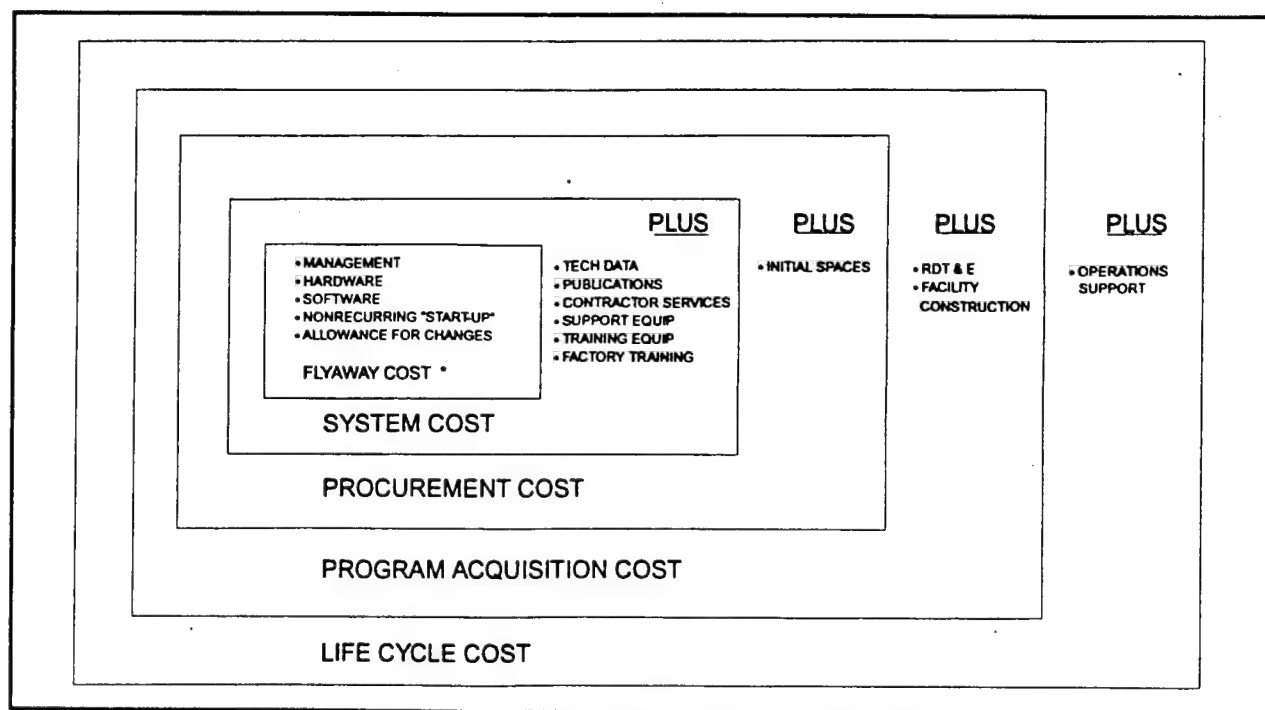 PLUS
• MANAGEMENT
• HARDWARE
• SOFTWARE
• NONRECURRING "START-UP"
• ALLOWANCE FOR CHANGES
FLYAWAY COST *
• TECH DATA
• PUBLICATIONS
• CONTRACTOR SERVICES
• SUPPORT EQUIP
• TRAINING EQUIP
• FACTORY TRAINING
SYSTEM COST
PLUS
• INITIAL SPACES
PROCUREMENT COST
PLUS
• RDT & E
• FACILITY
CONSTRUCTION
PROGRAM ACQUISITION COST
PLUS
• OPERATIONS
SUPPORT
LIFE CYCLE COST